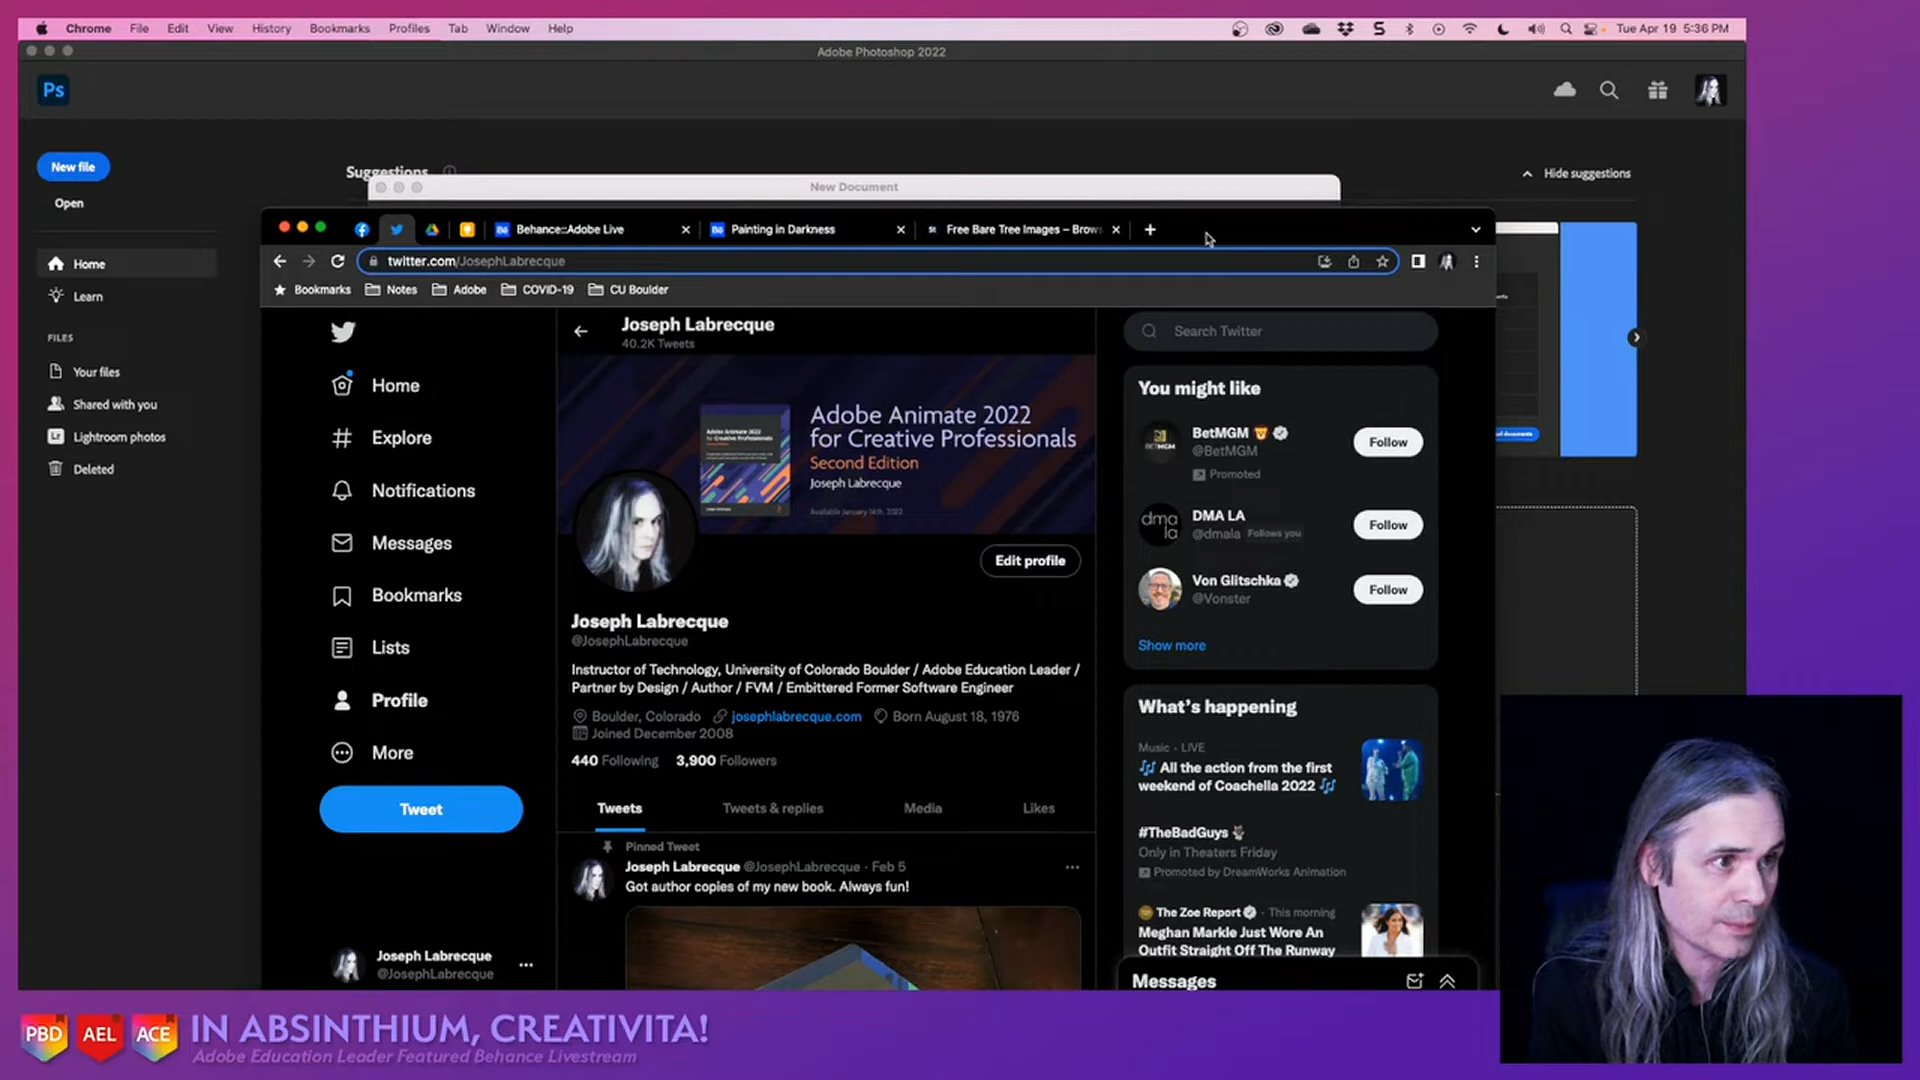 Chrome File Edit View History Bookmarks Profiles Tab Window Help
Tue Apr 19 5:36 PM
Adobe Photoshop 2022
Ps
New file
Open
Home
Learn
FILES
Your files
Shared with you
Lr Lightroom photos
Deleted
Suggestions
Hide suggestions
New Document
Behance::Adobe Live
Painting in Darkness
Free Bare Tree Images – Brows
twitter.com/JosephLabrecque
Bookmarks Notes Adobe COVID-19 CU Boulder
Home
Explore
Notifications
Messages
Bookmarks
Lists
Profile
More
Tweet
Joseph Labrecque
@JosephLabrecque
Joseph Labrecque
40.2K Tweets
Adobe Animate 2022
for Creative Professionals
Second Edition
Joseph Labrecque
Available January 14th, 2022
Edit profile
Joseph Labrecque
@JosephLabrecque
Instructor of Technology, University of Colorado Boulder / Adobe Education Leader /
Partner by Design / Author / FVM / Embittered Former Software Engineer
Boulder, Colorado josephlabrecque.com Born August 18, 1976
Joined December 2008
440 Following 3,900 Followers
Tweets Tweets & replies Media Likes
Pinned Tweet
Joseph Labrecque @JosephLabrecque · Feb 5
Got author copies of my new book. Always fun!
Search Twitter
You might like
BetMGM
@BetMGM
Promoted
Follow
dma
la
DMA LA
@dmala Follows you
Follow
Von Glitschka
@Vonster
Follow
Show more
What's happening
Music · LIVE
All the action from the first
weekend of Coachella 2022
#TheBadGuys
Only in Theaters Friday
Promoted by DreamWorks Animation
The Zoe Report · This morning
Meghan Markle Just Wore An
Outfit Straight Off The Runway
Messages
PBD AEL ACE
IN ABSINTHIUM, CREATIVITA!
Adobe Education Leader Featured Behance Livestream